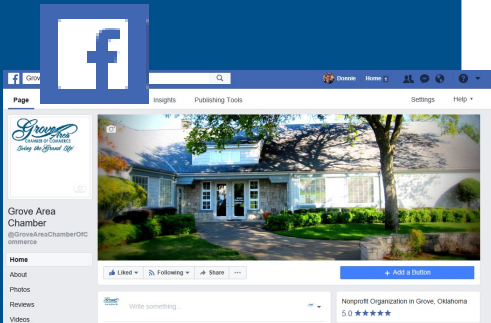 f
Grov
Donnie
Home 1
Page
Insights
Publishing Tools
Settings
Help
Grove Area
CHAMBER OF COMMERCE
Living the Grand Life
Grove Area
Chamber
@GroveAreaChamberOfC
ommerce
Home
About
Photos
Reviews
Videos
Liked
Following
Share
+ Add a Button
Write something...
Nonprofit Organization in Grove, Oklahoma
5.0 ★★★★★